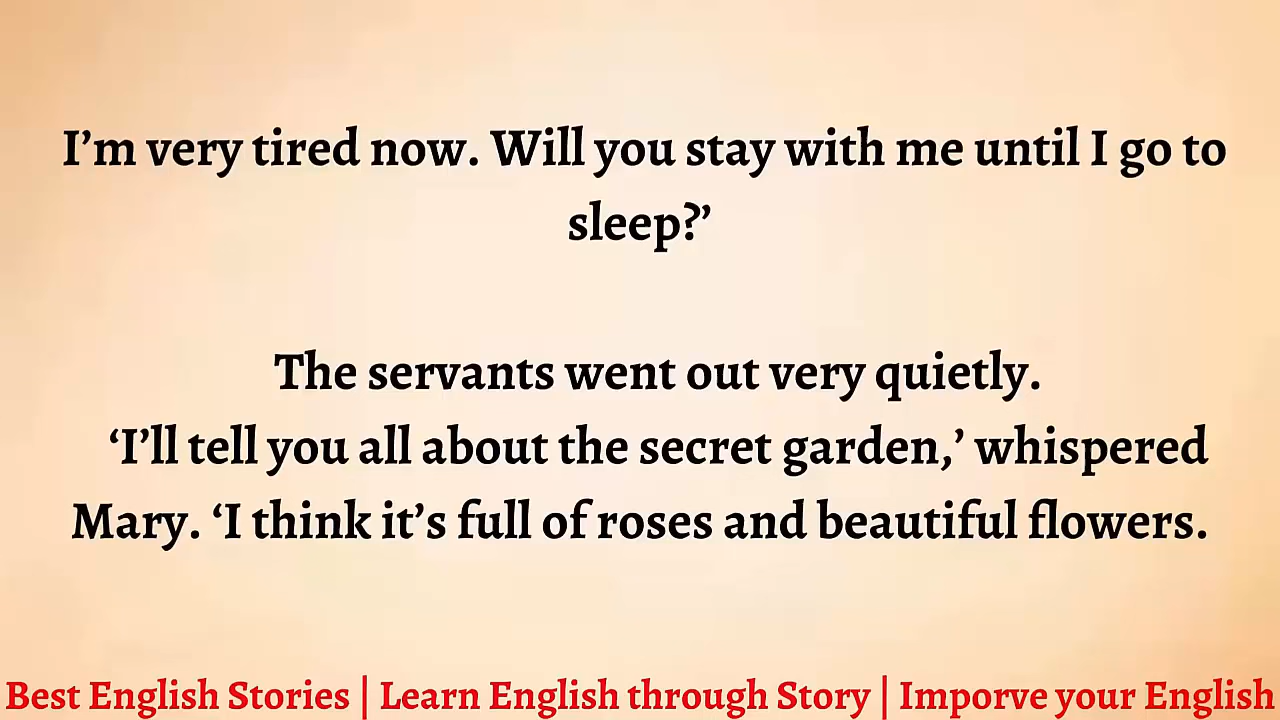 I’m very tired now. Will you stay with me until I go to
sleep?’
The servants went out very quietly.
‘I’ll tell you all about the secret garden,’ whispered
Mary. ‘I think it’s full of roses and beautiful flowers.
Best English Stories | Learn English through Story | Imporve your English